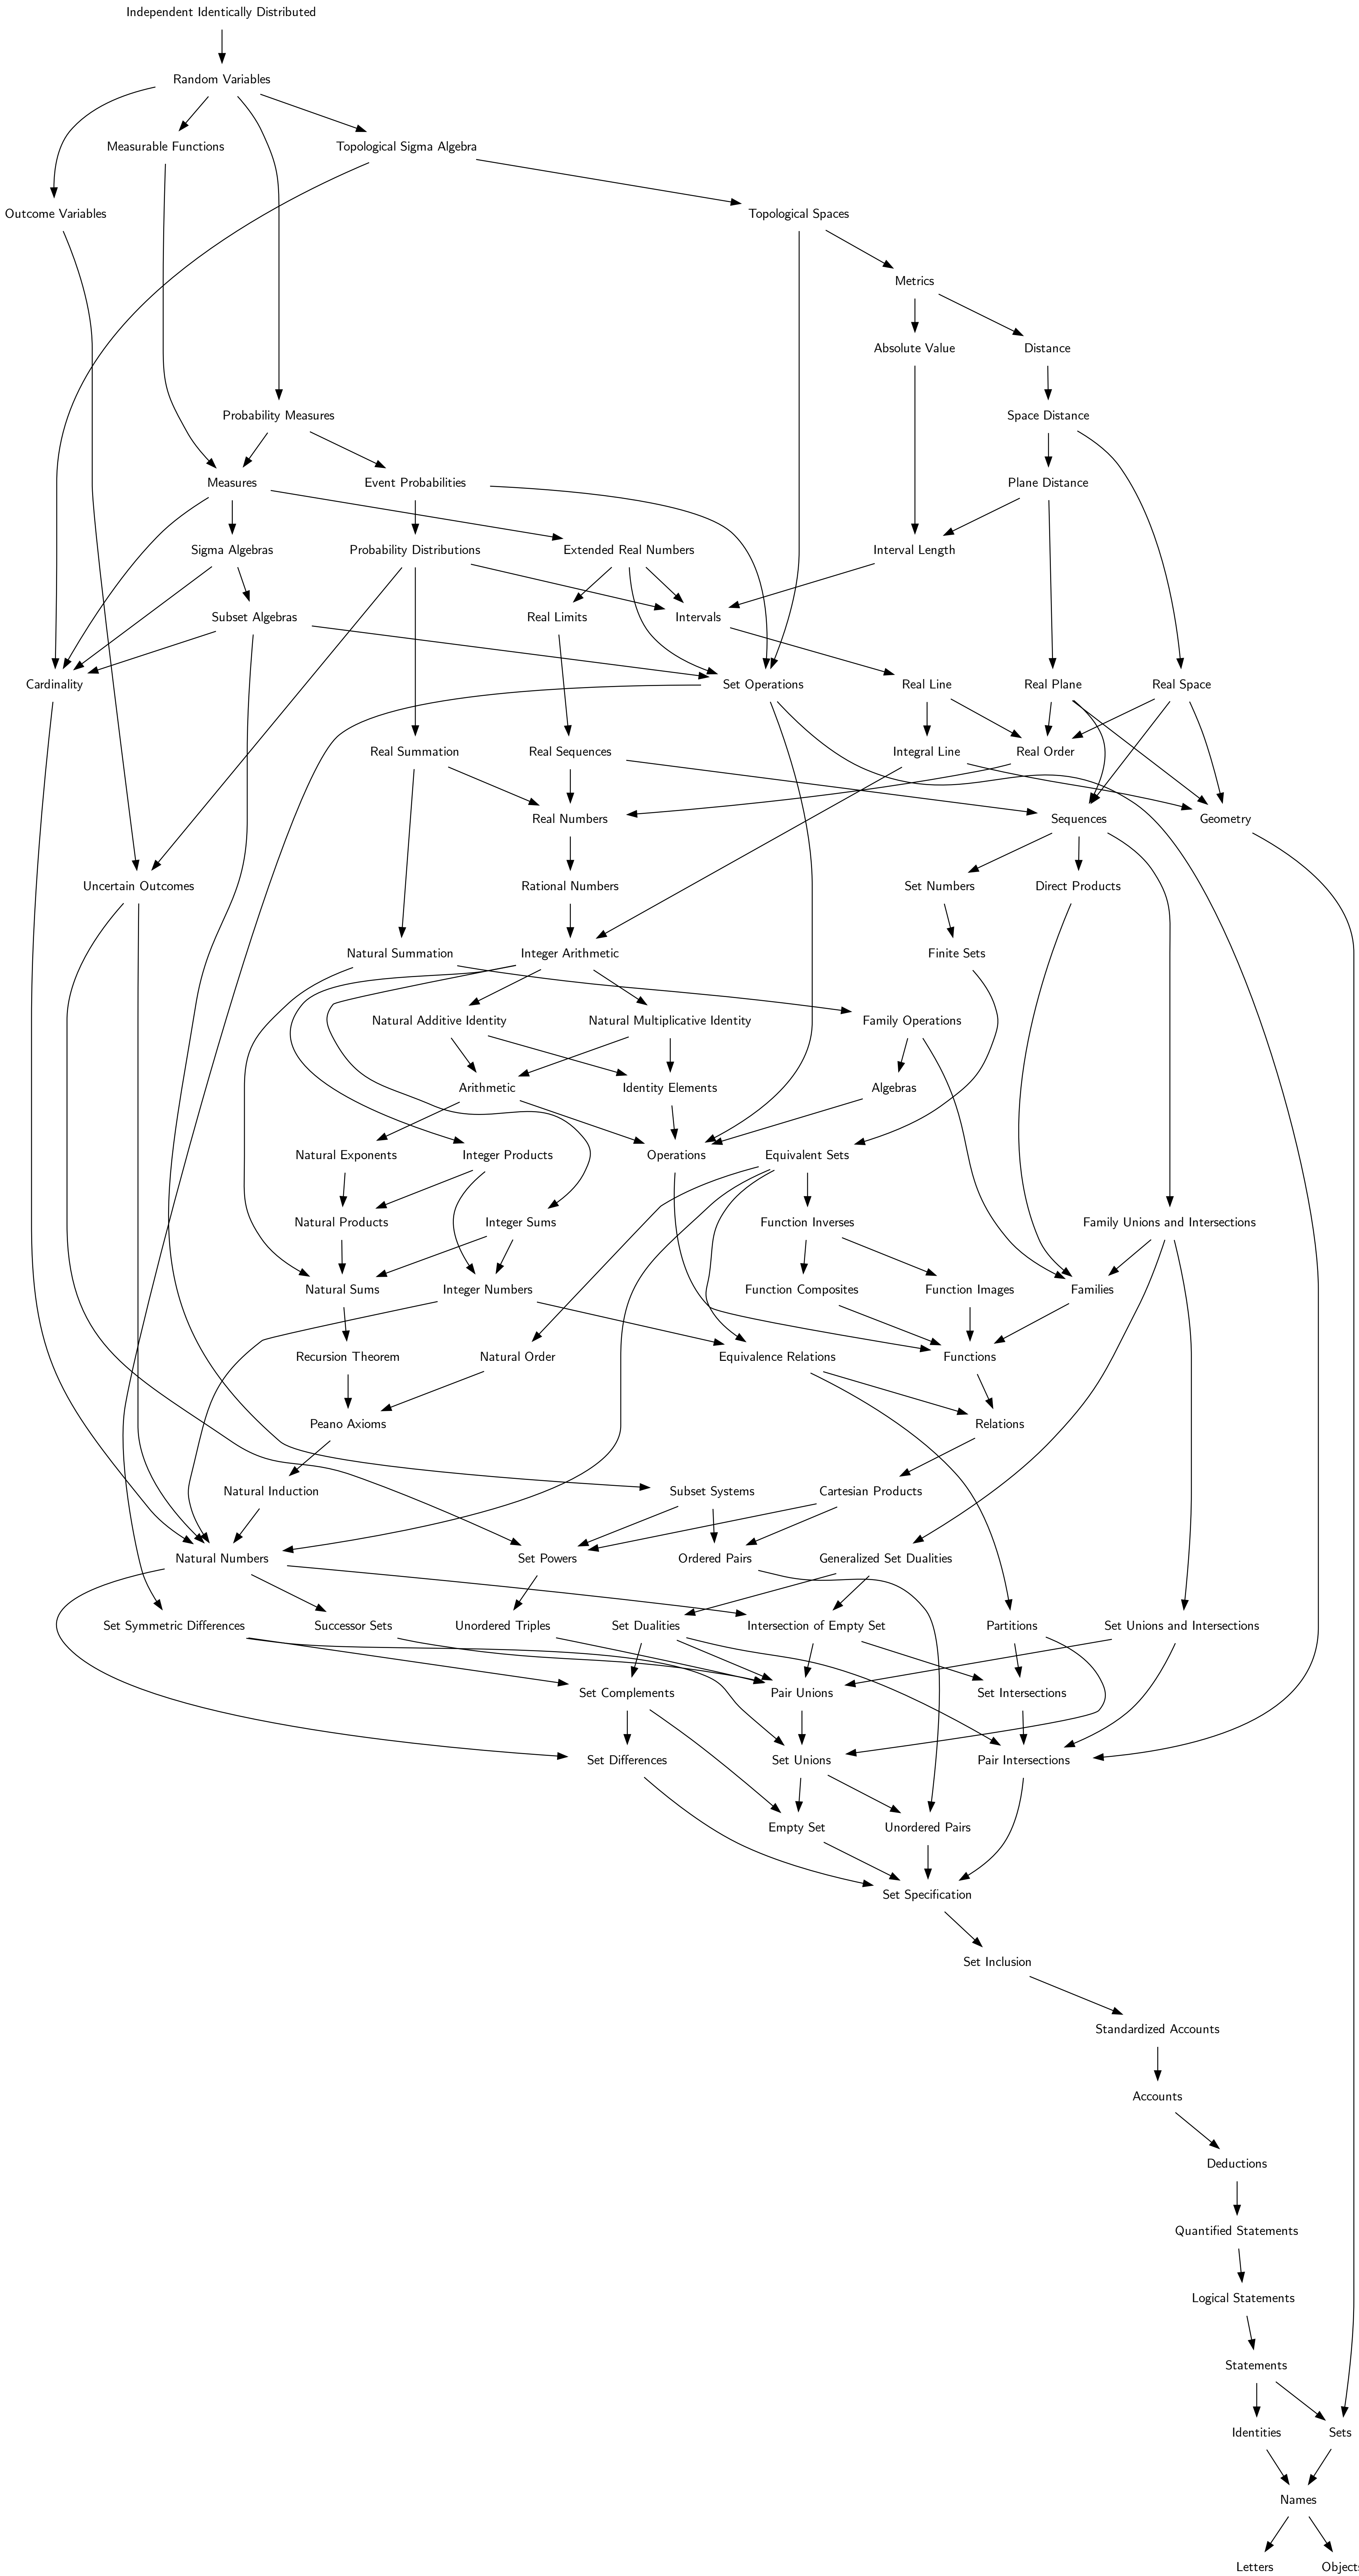 Independent Identically Distributed
Random Variables
Measurable Functions
Topological Sigma Algebra
Outcome Variables
Topological Spaces
Metrics
Absolute Value
Distance
Probability Measures
Space Distance
Measures
Event Probabilities
Plane Distance
Sigma Algebras
Probability Distributions
Extended Real Numbers
Interval Length
Subset Algebras
Real Limits
Intervals
Cardinality
Set Operations
Real Line
Real Plane
Real Space
Real Summation
Real Sequences
Integral Line
Real Order
Real Numbers
Sequences
Geometry
Uncertain Outcomes
Rational Numbers
Set Numbers
Direct Products
Natural Summation
Integer Arithmetic
Finite Sets
Natural Additive Identity
Natural Multiplicative Identity
Family Operations
Arithmetic
Identity Elements
Algebras
Natural Exponents
Integer Products
Operations
Equivalent Sets
Natural Products
Integer Sums
Function Inverses
Family Unions and Intersections
Natural Sums
Integer Numbers
Function Composites
Function Images
Families
Recursion Theorem
Natural Order
Equivalence Relations
Functions
Peano Axioms
Relations
Natural Induction
Subset Systems
Cartesian Products
Natural Numbers
Set Powers
Ordered Pairs
Generalized Set Dualities
Set Symmetric Differences
Successor Sets
Unordered Triples
Set Dualities
Intersection of Empty Set
Partitions
Set Unions and Intersections
Set Complements
Pair Unions
Set Intersections
Set Differences
Set Unions
Pair Intersections
Empty Set
Unordered Pairs
Set Specification
Set Inclusion
Standardized Accounts
Accounts
Deductions
Quantified Statements
Logical Statements
Statements
Identities
Sets
Names
Letters
Object